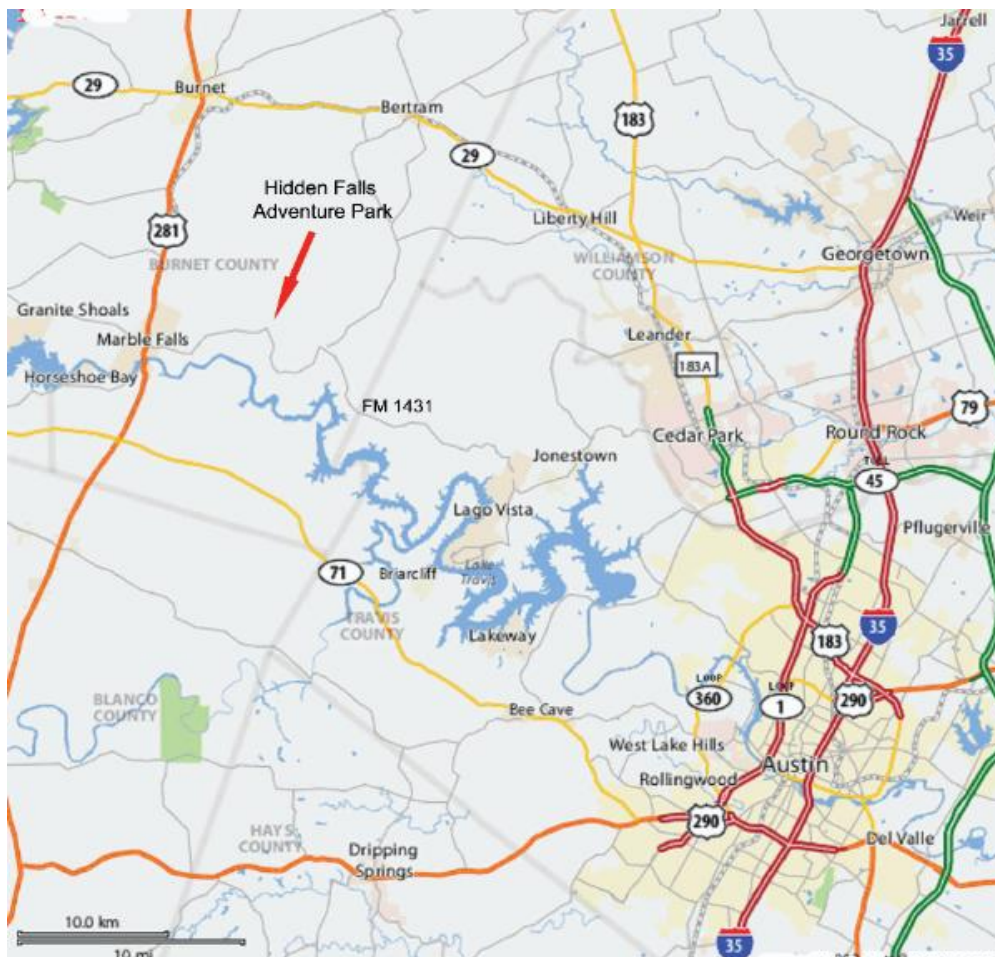 Jarrell
35
29
Burnet
Bertram
183
29
Hidden Falls
Adventure Park
Liberty Hill
Weir
281
BURNET COUNTY
WILLIAMSON
COUNTY
Georgetown
Granite Shoals
Marble Falls
Leander
Horseshoe Bay
183A
FM 1431
79
Cedar Park
Round Rock
Jonestown
TOLL
45
Lago Vista
Pflugerville
71
Briarcliff
Lake
Travis
TRAVIS
COUNTY
Lakeway
183
35
BLANCO
COUNTY
LOOP
360
LOOP
1
290
Bee Cave
West Lake Hills
Austin
Rollingwood
290
HAYS
COUNTY
Dripping
Springs
Del Valle
10.0 km
10 mi
35